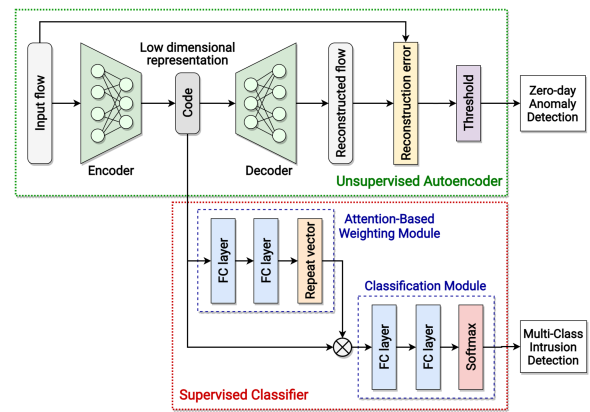 Input flow
Encoder
Low dimensional
representation
Code
Decoder
Reconstructed flow
Reconstruction error
Threshold
Zero-day
Anomaly
Detection
Unsupervised Autoencoder
Attention-Based
Weighting Module
FC layer
FC layer
Repeat vector
Classification Module
FC layer
FC layer
Softmax
Multi-Class
Intrusion
Detection
Supervised Classifier